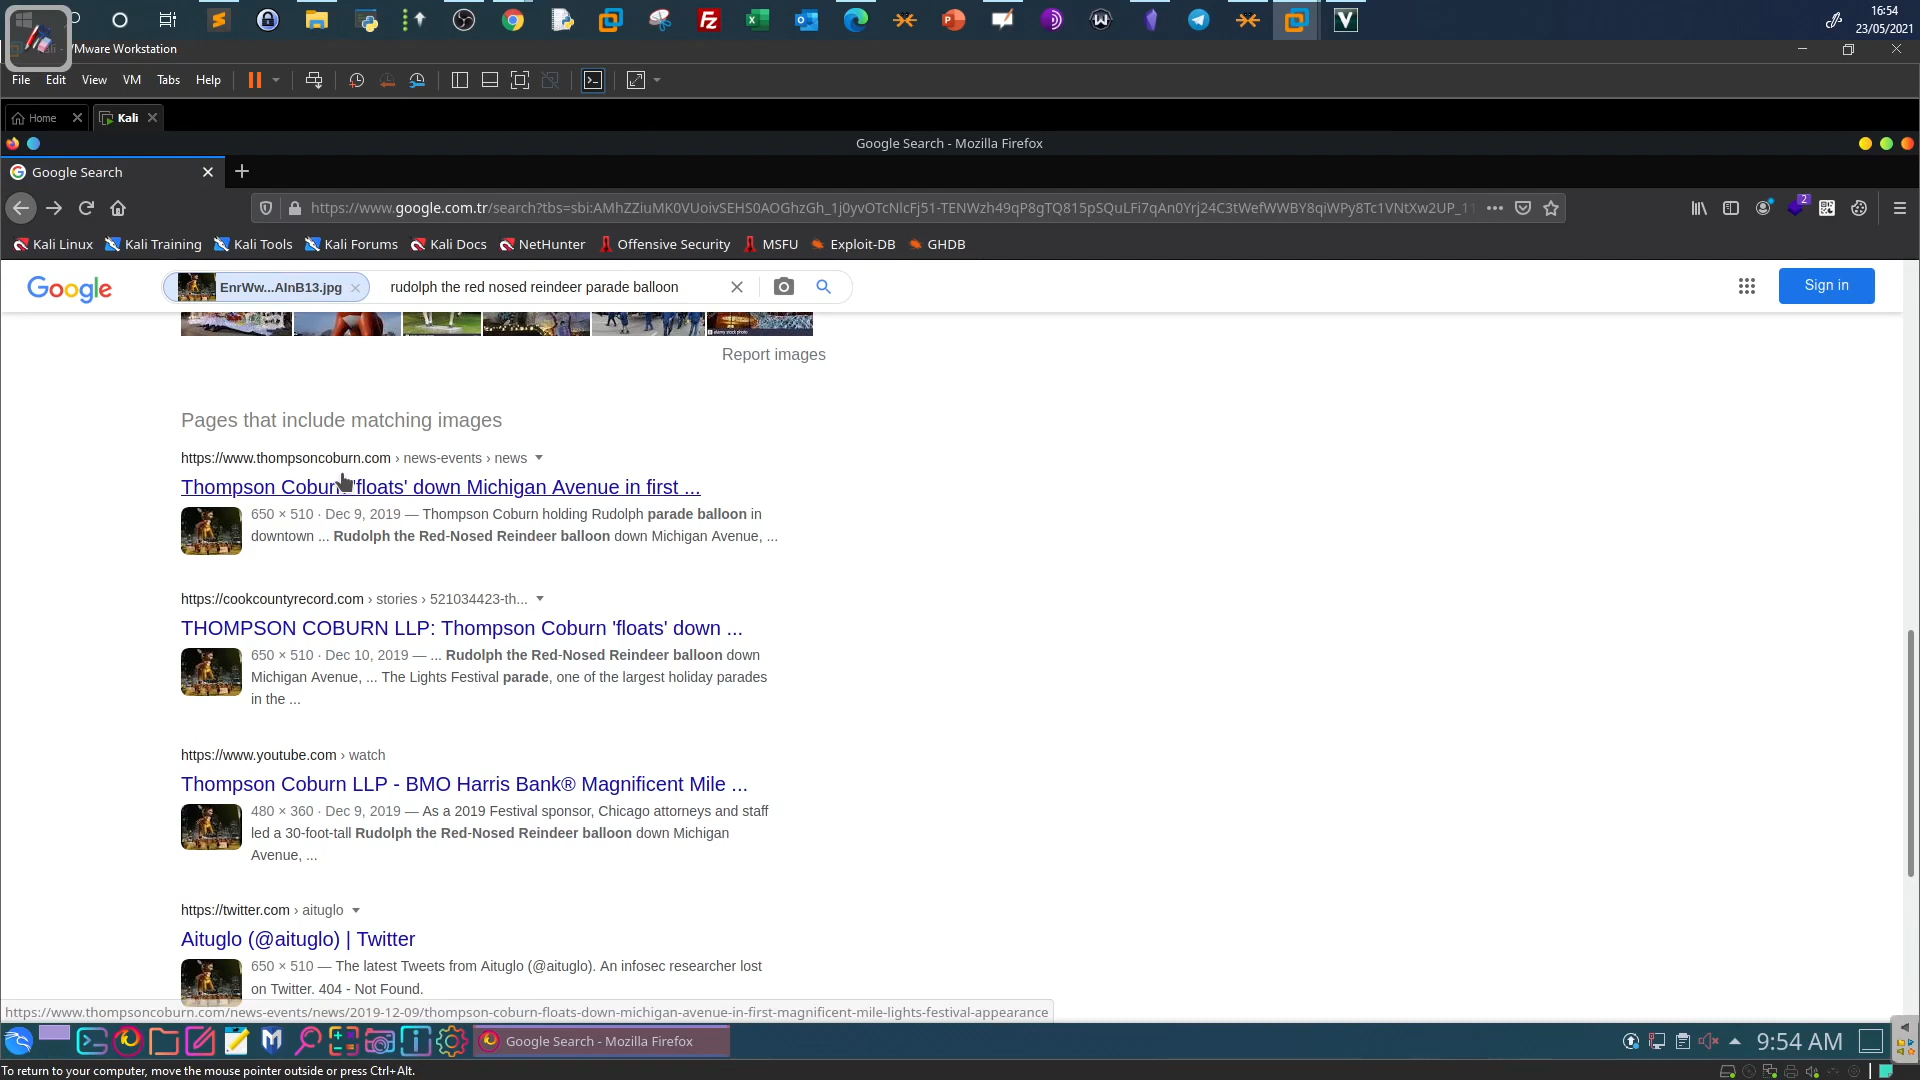 16:54
23/05/2021
VMware Workstation
File Edit View VM Tabs Help
Home Kali
Google Search - Mozilla Firefox
Google Search
https://www.google.com.tr/search?tbs=sbi:AMhZZiuMK0VUoivSEHS0AOGhzGh_1j0yvOTcNlcFj51-TENWzh49qP8gTQ815pSQuLFi7qAn0Yrj24C3tWefWWBY8qiWPy8Tc1VNtXw2UP_11
2
Kali Linux Kali Training Kali Tools Kali Forums Kali Docs NetHunter Offensive Security MSFU Exploit-DB GHDB
Google EnrWw...AInB13.jpg rudolph the red nosed reindeer parade balloon Sign in
Report images
Pages that include matching images
https://www.thompsoncoburn.com › news-events › news
Thompson Coburn 'floats' down Michigan Avenue in first ...
650 × 510 · Dec 9, 2019 — Thompson Coburn holding Rudolph parade balloon in
downtown ... Rudolph the Red-Nosed Reindeer balloon down Michigan Avenue, ...
https://cookcountyrecord.com › stories › 521034423-th...
THOMPSON COBURN LLP: Thompson Coburn 'floats' down ...
650 × 510 · Dec 10, 2019 — ... Rudolph the Red-Nosed Reindeer balloon down
Michigan Avenue, ... The Lights Festival parade, one of the largest holiday parades
in the ...
https://www.youtube.com › watch
Thompson Coburn LLP - BMO Harris Bank® Magnificent Mile ...
480 × 360 · Dec 9, 2019 — As a 2019 Festival sponsor, Chicago attorneys and staff
led a 30-foot-tall Rudolph the Red-Nosed Reindeer balloon down Michigan
Avenue, ...
https://twitter.com › aituglo
Aituglo (@aituglo) | Twitter
650 × 510 — The latest Tweets from Aituglo (@aituglo). An infosec researcher lost
on Twitter. 404 - Not Found.
https://www.thompsoncoburn.com/news-events/news/2019-12-09/thompson-coburn-floats-down-michigan-avenue-in-first-magnificent-mile-lights-festival-appearance
Google Search - Mozilla Firefox
9:54 AM
To return to your computer, move the mouse pointer outside or press Ctrl+Alt.